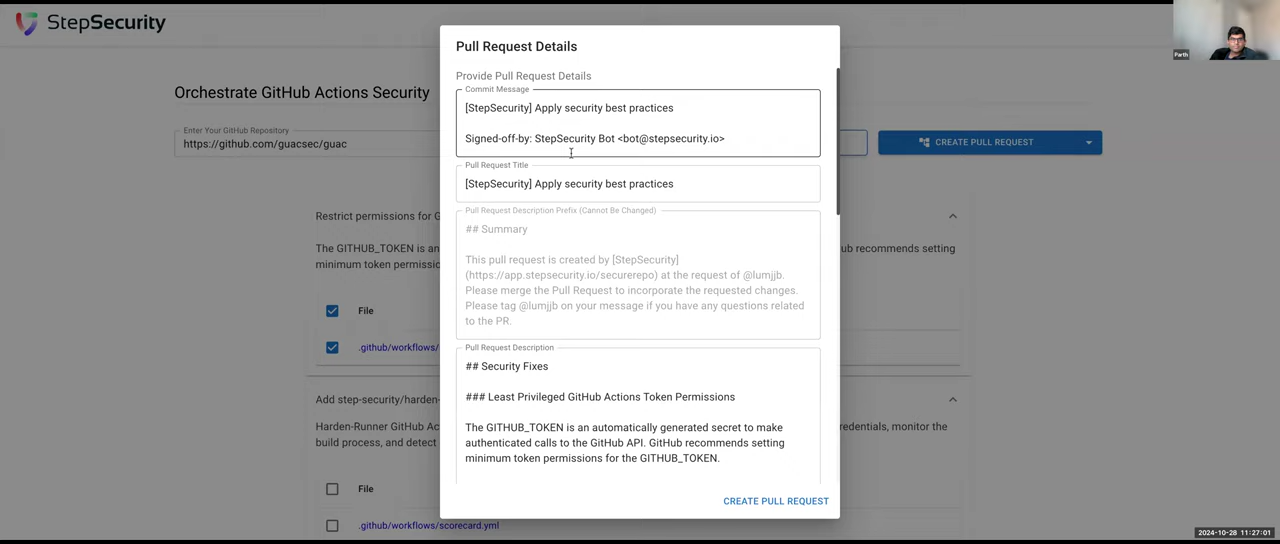 StepSecurity
Parth
Orchestrate GitHub Actions Security
Enter Your GitHub Repository
https://github.com/guacsec/guac
CREATE PULL REQUEST
Restrict permissions for G
The GITHUB_TOKEN is an
ub recommends setting
minimum token permissions
File
.github/workflows/
Add step-security/harden-
Harden-Runner GitHub Ac
redentials, monitor the
build process, and detect
File
.github/workflows/scorecard.yml
Pull Request Details
Provide Pull Request Details
Commit Message
[StepSecurity] Apply security best practices
Signed-off-by: StepSecurity Bot <bot@stepsecurity.io>
Pull Request Title
[StepSecurity] Apply security best practices
Pull Request Description Prefix (Cannot Be Changed)
## Summary
This pull request is created by [StepSecurity]
(https://app.stepsecurity.io/securerepo) at the request of @lumjjb.
Please merge the Pull Request to incorporate the requested changes.
Please tag @lumjjb on your message if you have any questions related
to the PR.
Pull Request Description
## Security Fixes
### Least Privileged GitHub Actions Token Permissions
The GITHUB_TOKEN is an automatically generated secret to make
authenticated calls to the GitHub API. GitHub recommends setting
minimum token permissions for the GITHUB_TOKEN.
CREATE PULL REQUEST
2024-10-28 11:27:01